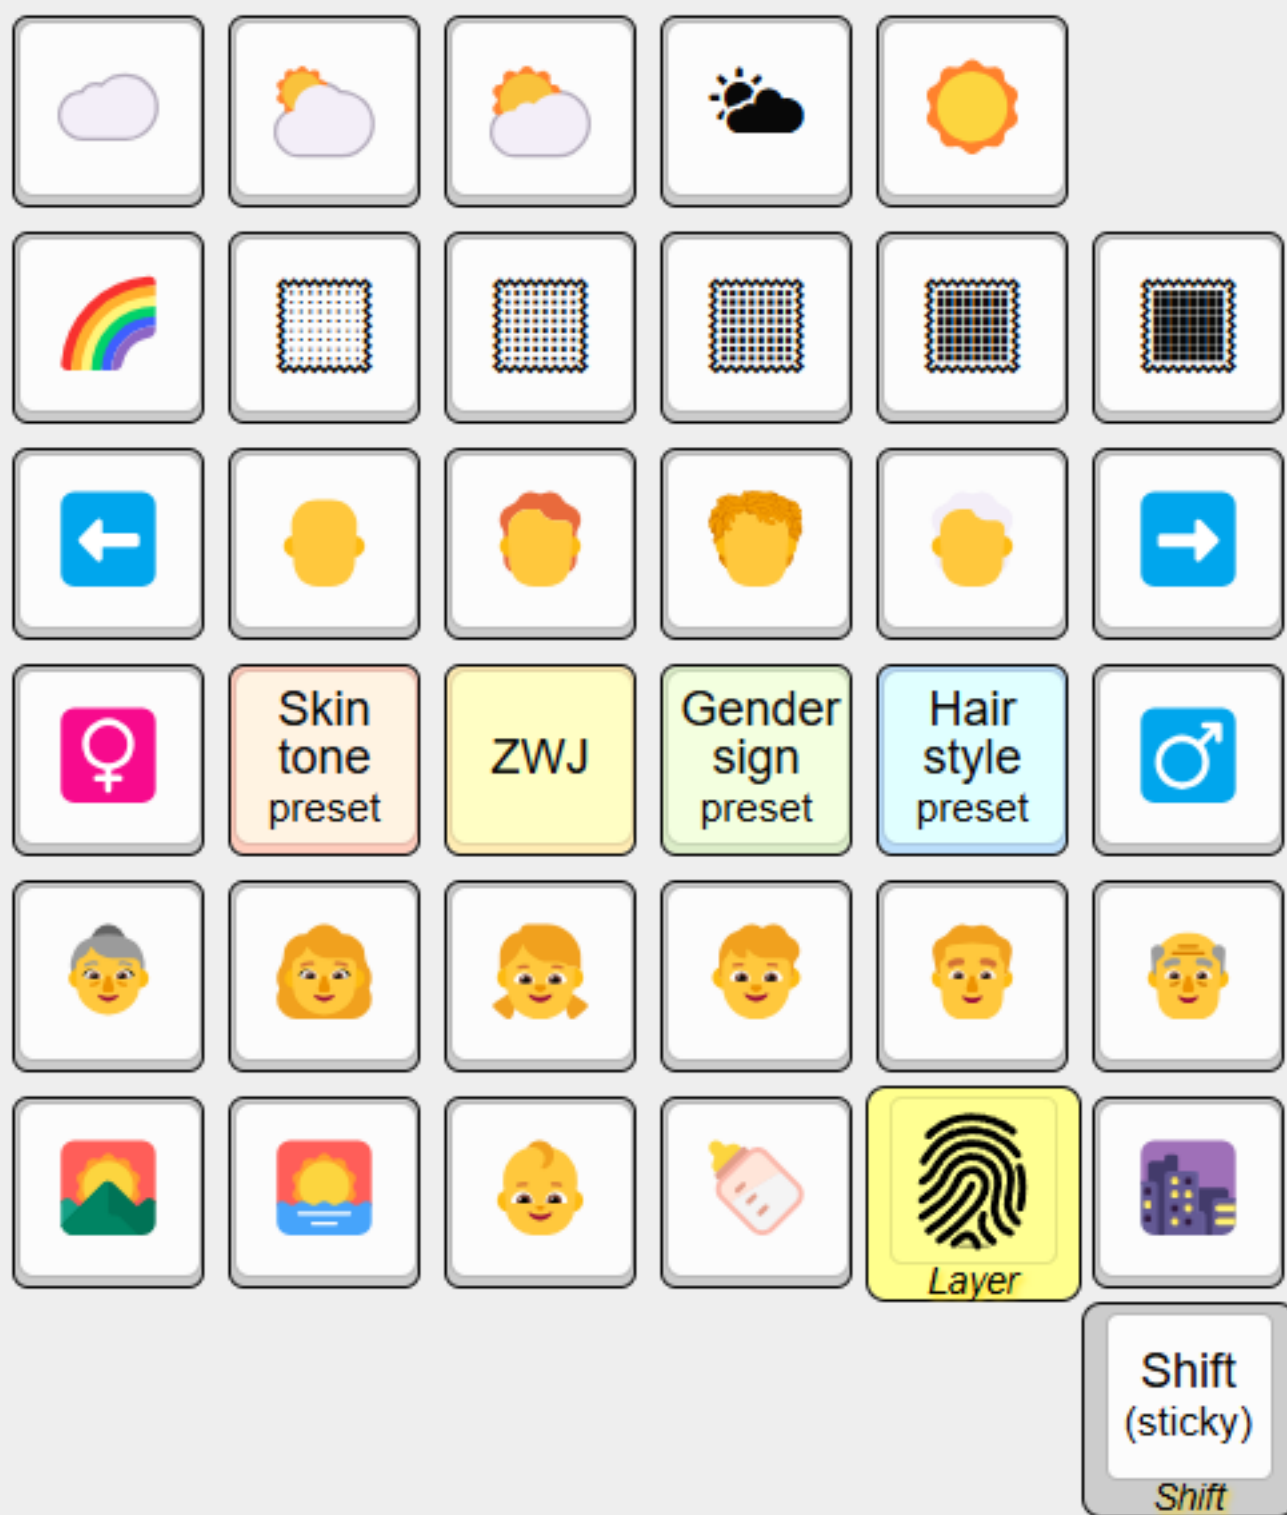 Skin
tone
preset
ZWJ
Gender
sign
preset
Hair
style
preset
Layer
Shift
(sticky)
Shift